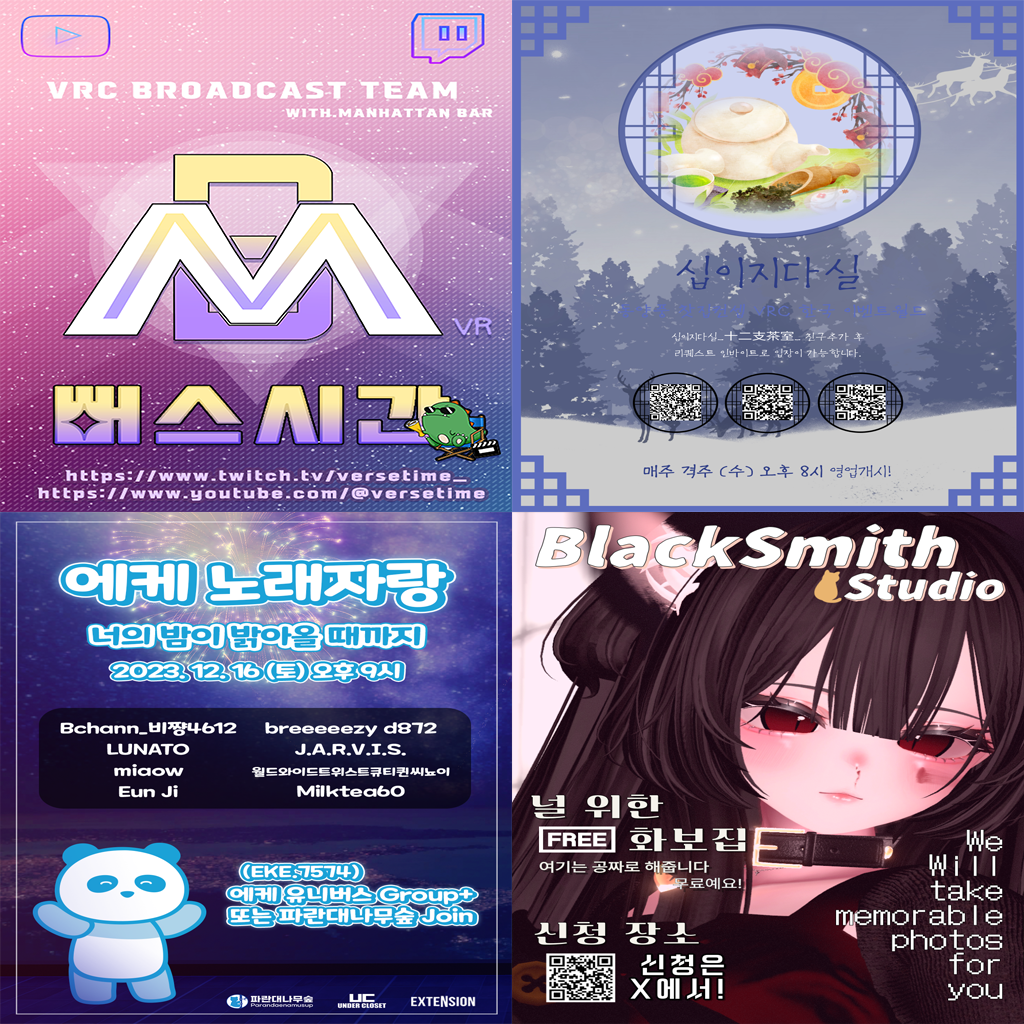 VRC BROADCAST TEAM
WITH.MANHATTAN BAR
VR
뻐스시간
https://www.twitch.tv/versetime_
https://www.youtube.com/@versetime
십이지다실
십이지다실_十二支茶室_ 친구추가 후
리퀘스트 인바이트로 입장이 가능합니다.
매주 격주 (수) 오후 8시 영업개시!
에케 노래자랑
너의 밤이 밝아올 때까지
2023. 12. 16 (토) 오후 9시
Bchann_비쨩4612 breeeeezy d872
LUNATO J.A.R.V.I.S.
miaow 월드와이드트위스트큐티퀸씨뇨이
Eun Ji Milktea60
(EKE;7574)
에케 유니버스 Group+
또는 파란대나무숲 Join
파란대나무숲
Parandaenamusup
UC
UNDER CLOSET
EXTENSION
BlackSmith
Studio
널 위한
FREE 화보집
여기는 공짜로 해줍니다
무료예요!
신청 장소
신청은
X에서!
We
Will
take
memorable
photos
for
you